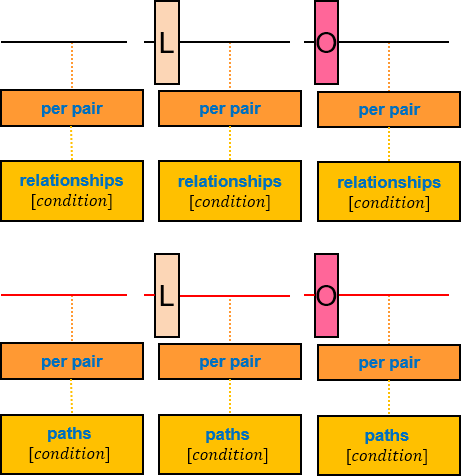 L O
per pair per pair per pair
relationships relationships relationships
[condition] [condition] [condition]
L O
per pair per pair per pair
paths paths paths
[condition] [condition] [condition]